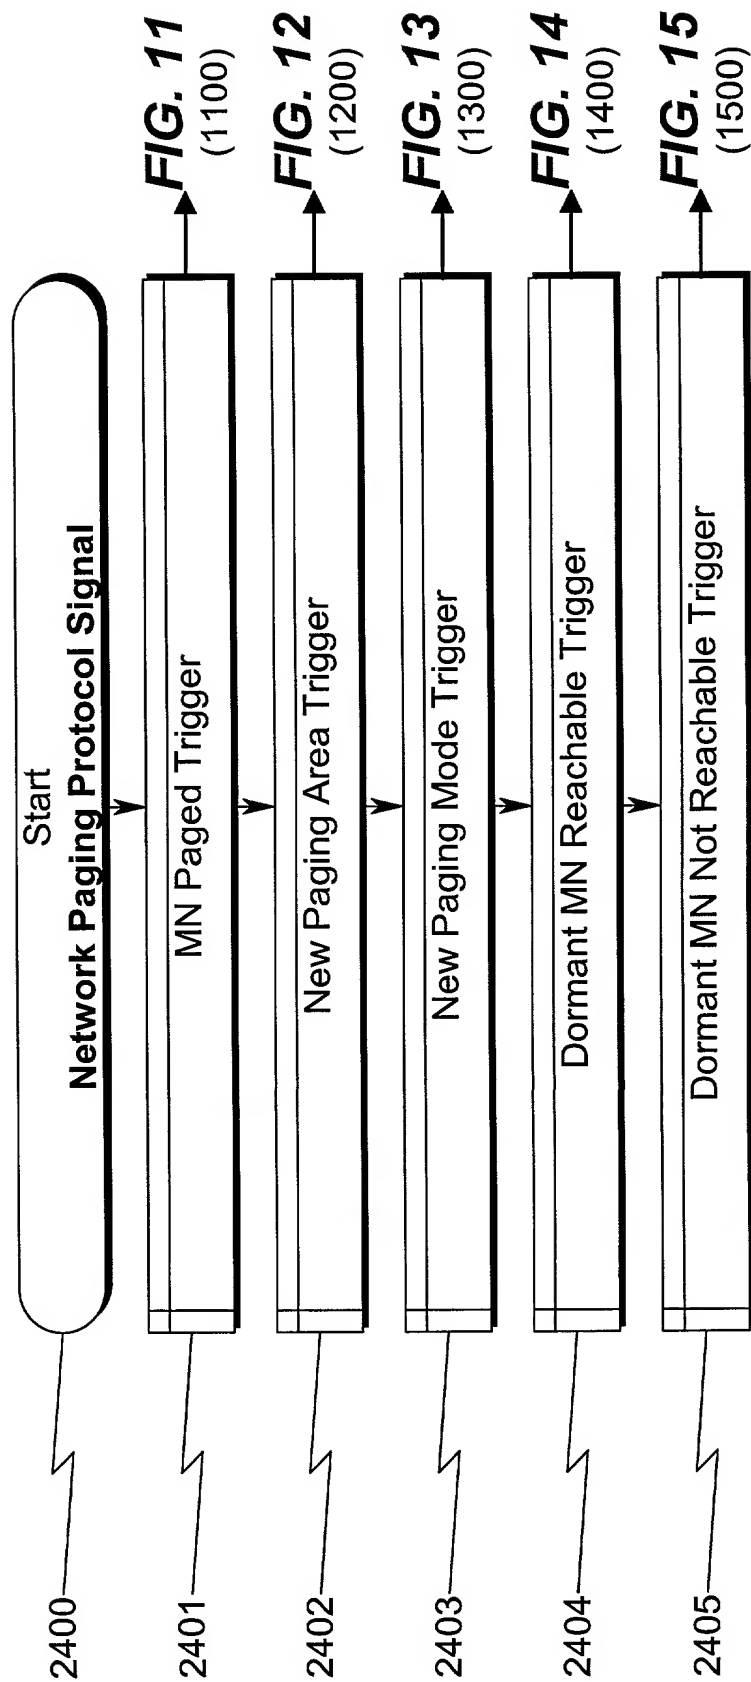 2400
Start
Network Paging Protocol Signal
2401
MN Paged Trigger
FIG. 11
(1100)
2402
New Paging Area Trigger
FIG. 12
(1200)
2403
New Paging Mode Trigger
FIG. 13
(1300)
2404
Dormant MN Reachable Trigger
FIG. 14
(1400)
2405
Dormant MN Not Reachable Trigger
FIG. 15
(1500)